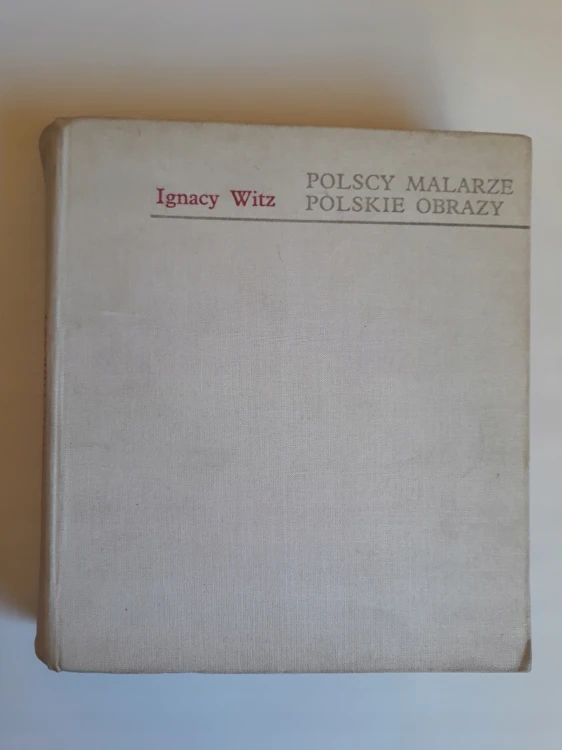 Ignacy Witz
POLSCY MALARZE
POLSKIE OBRAZY